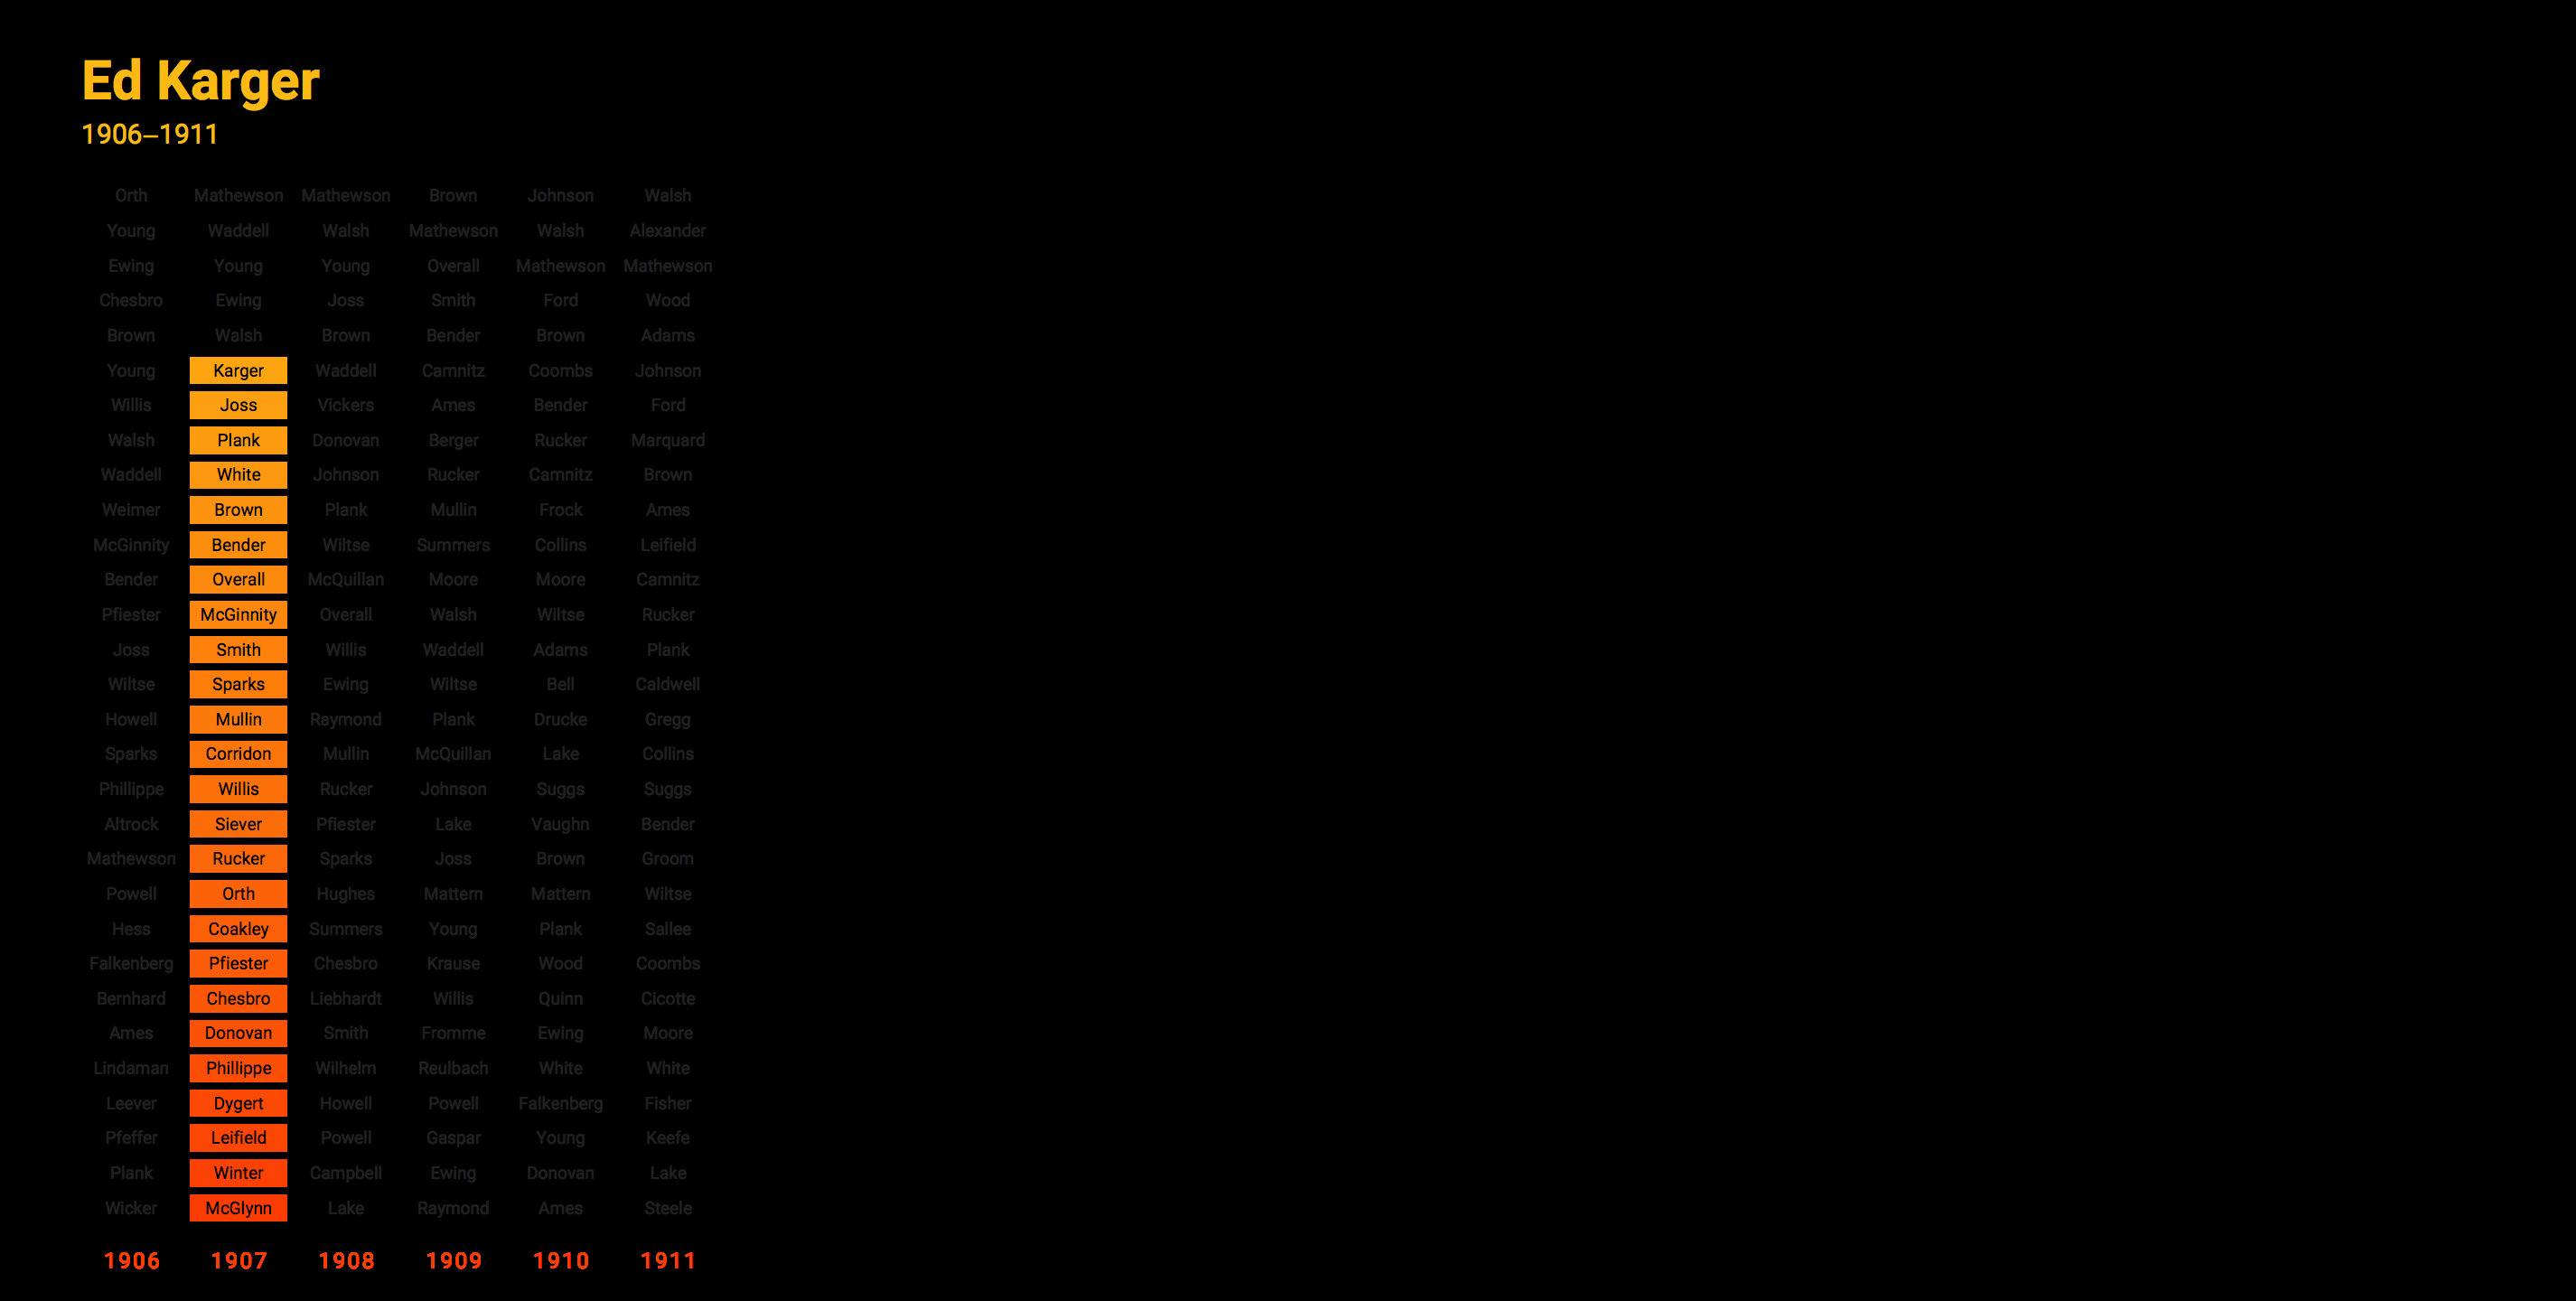 Ed Karger
1906–1911
Orth Mathewson Mathewson Brown Johnson Walsh
Young Waddell Walsh Mathewson Walsh Alexander
Ewing Young Young Overall Mathewson Mathewson
Chesbro Ewing Joss Smith Ford Wood
Brown Walsh Brown Bender Brown Adams
Young Karger Waddell Camnitz Coombs Johnson
Willis Joss Vickers Ames Bender Ford
Walsh Plank Donovan Berger Rucker Marquard
Waddell White Johnson Rucker Camnitz Brown
Weimer Brown Plank Mullin Frock Ames
McGinnity Bender Wiltse Summers Collins Leifield
Bender Overall McQuillan Moore Moore Camnitz
Pfiester McGinnity Overall Walsh Wiltse Rucker
Joss Smith Willis Waddell Adams Plank
Wiltse Sparks Ewing Wiltse Bell Caldwell
Howell Mullin Raymond Plank Drucke Gregg
Sparks Corridon Mullin McQuillan Lake Collins
Phillippe Willis Rucker Johnson Suggs Suggs
Altrock Siever Pfiester Lake Vaughn Bender
Mathewson Rucker Sparks Joss Brown Groom
Powell Orth Hughes Mattern Mattern Wiltse
Hess Coakley Summers Young Plank Sallee
Falkenberg Pfiester Chesbro Krause Wood Coombs
Bernhard Chesbro Liebhardt Willis Quinn Cicotte
Ames Donovan Smith Fromme Ewing Moore
Lindaman Phillippe Wilhelm Reulbach White White
Leever Dygert Howell Powell Falkenberg Fisher
Pfeffer Leifield Powell Gaspar Young Keefe
Plank Winter Campbell Ewing Donovan Lake
Wicker McGlynn Lake Raymond Ames Steele
1906 1907 1908 1909 1910 1911